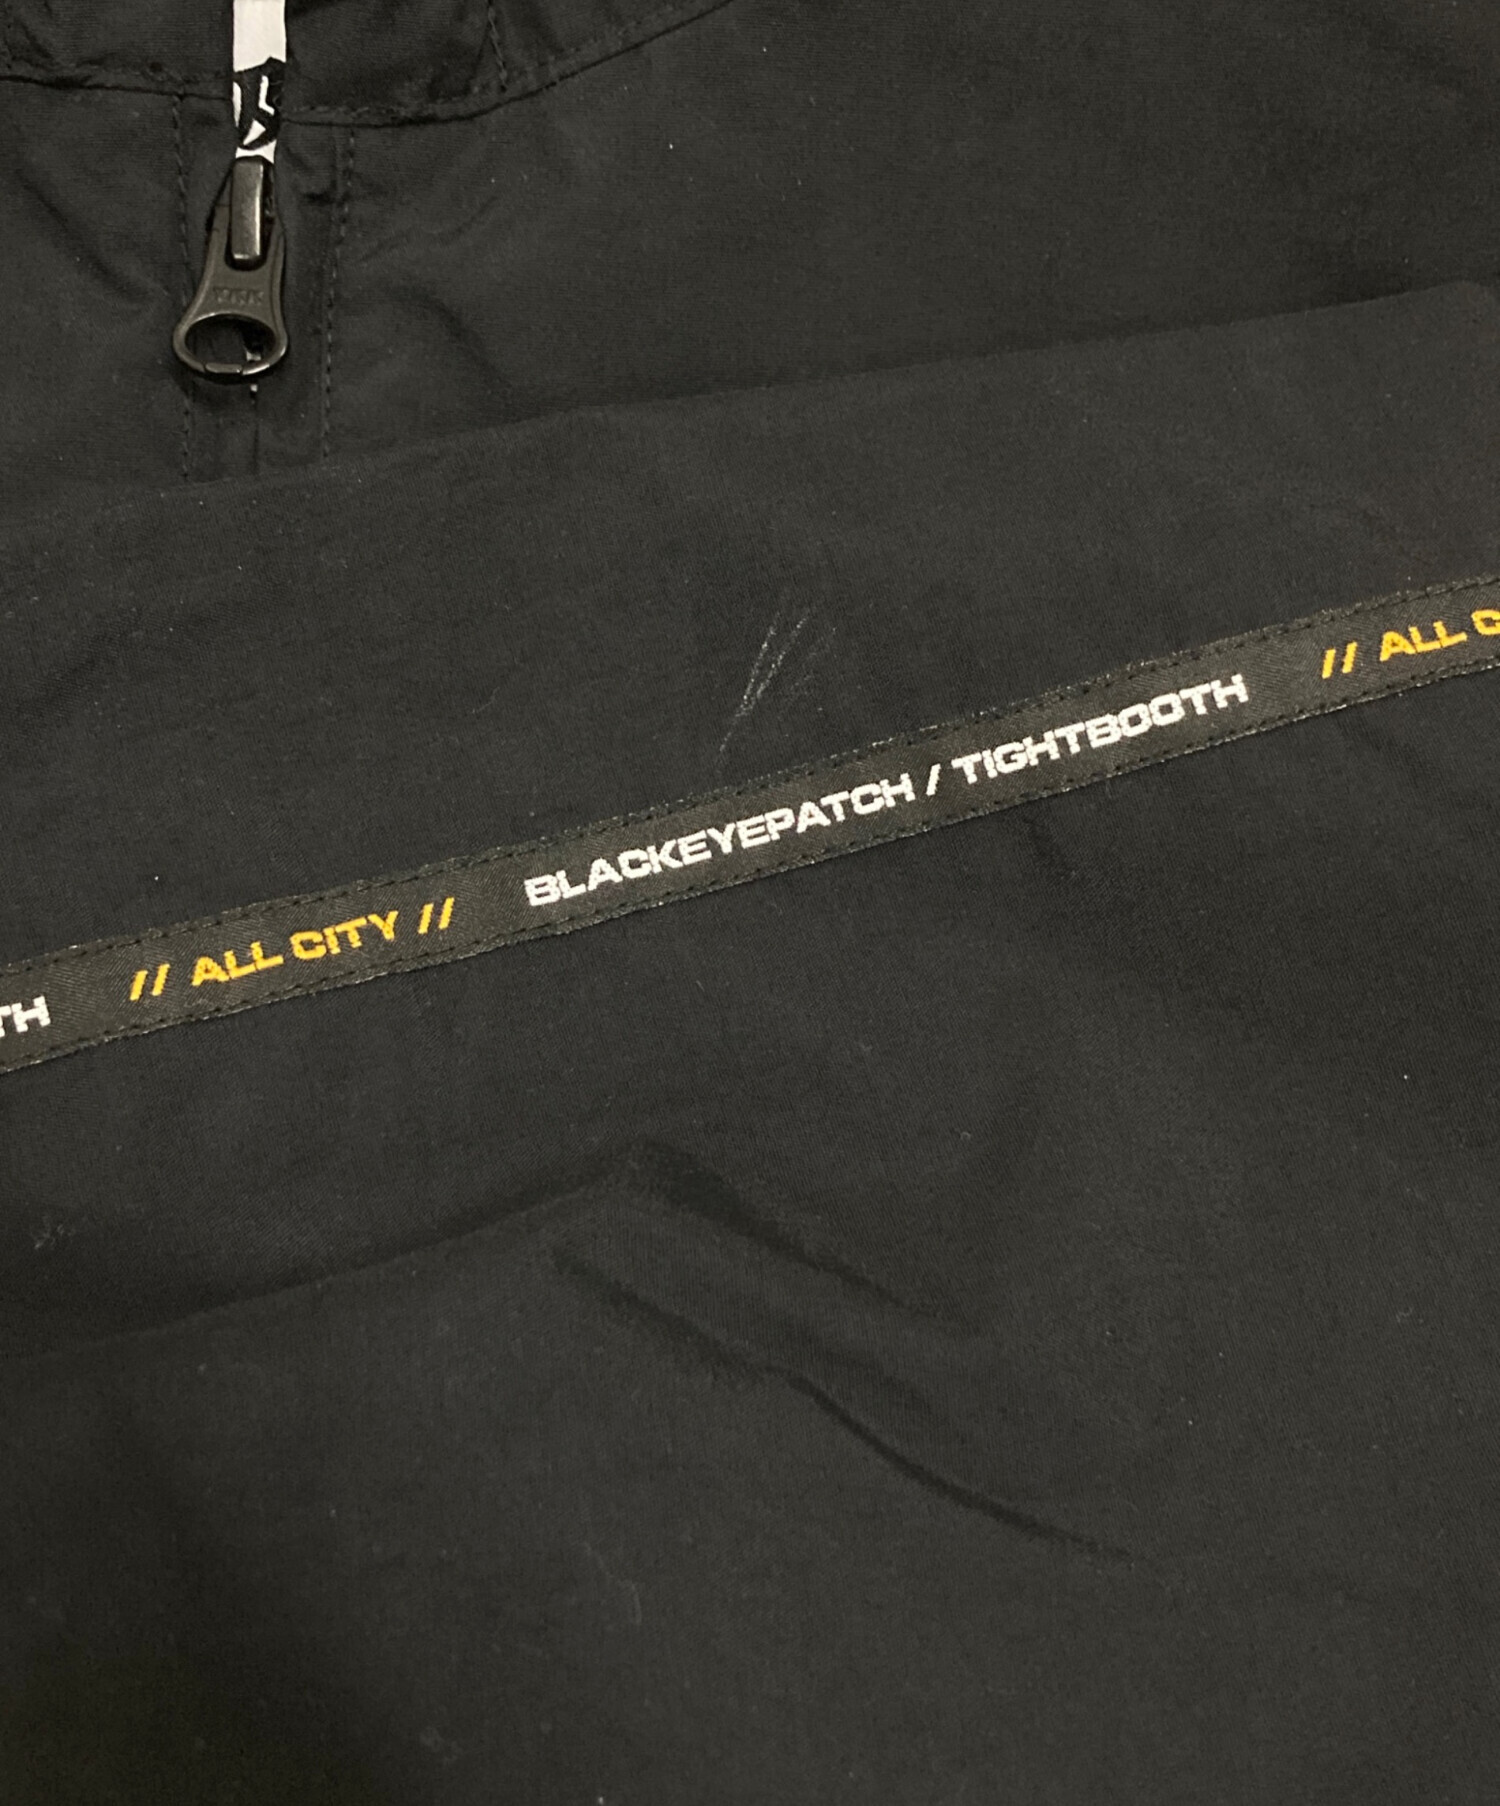 TH // ALL CITY // BLACKEYEPATCH / TIGHTBOOTH // ALL C